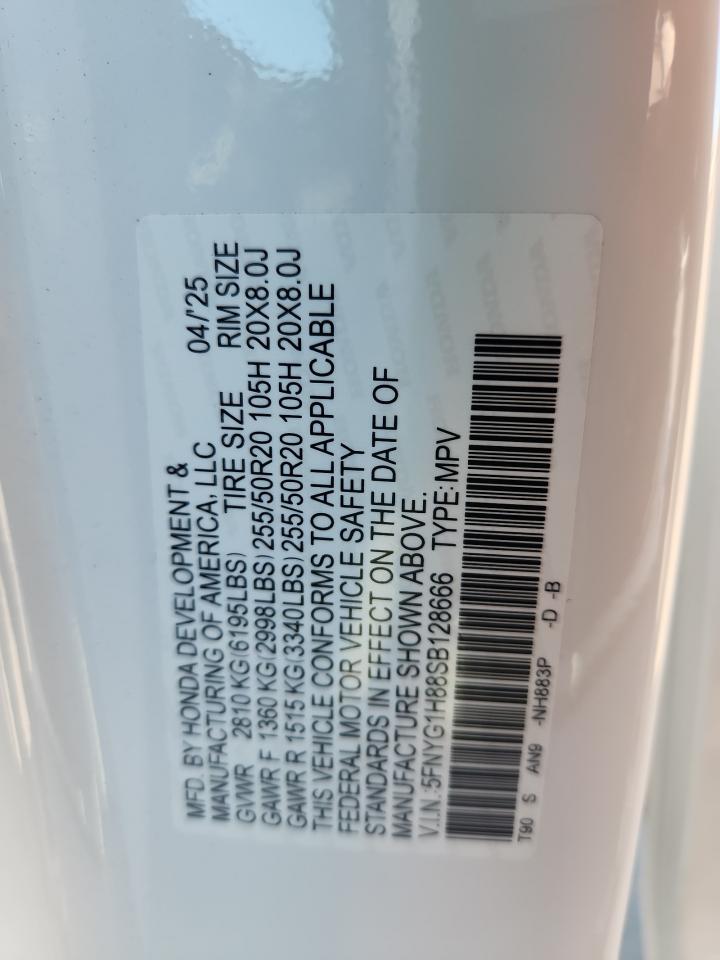 MFD. BY HONDA DEVELOPMENT &
MANUFACTURING OF AMERICA, LLC 04/'25
GVWR 2810 KG(6195LBS) TIRE SIZE RIM SIZE
GAWR F 1360 KG(2998LBS)255/50R20 105H 20X8.0J
GAWR R 1515 KG(3340LBS)255/50R20 105H 20X8.0J
THIS VEHICLE CONFORMS TO ALL APPLICABLE
FEDERAL MOTOR VEHICLE SAFETY
STANDARDS IN EFFECT ON THE DATE OF
MANUFACTURE SHOWN ABOVE.
V.I.N.:5FNYG1H88SB128666 TYPE:MPV
T90 S AN9 -NH883P -D -B
HONDA HONDA HONDA